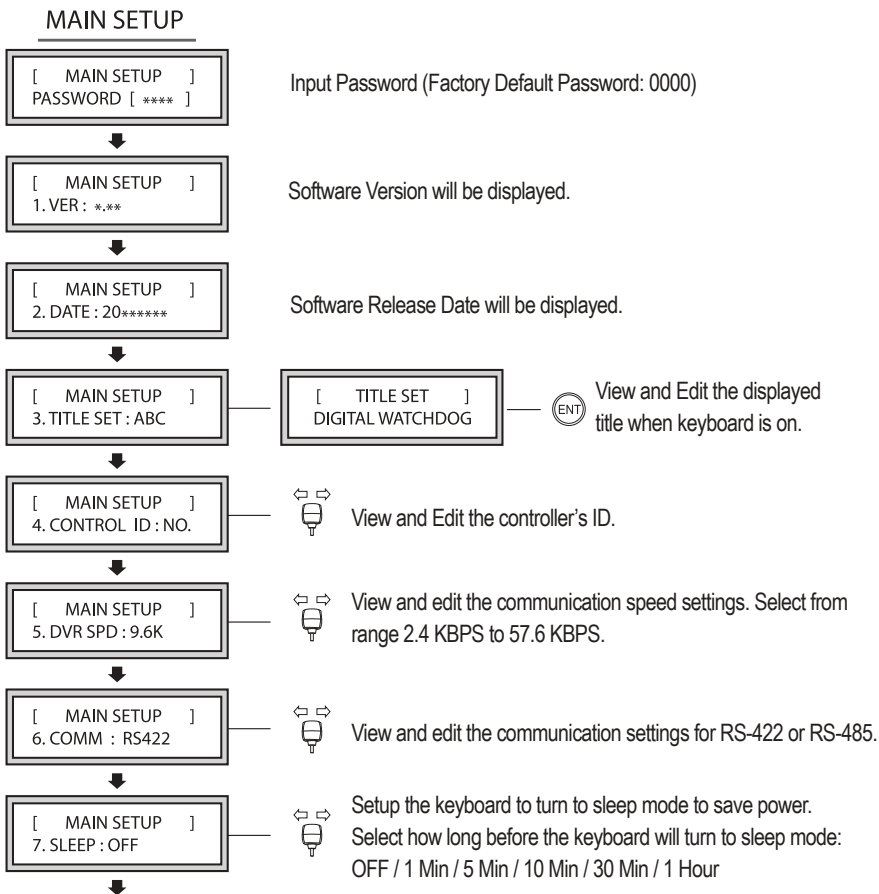 MAIN SETUP
[ MAIN SETUP ]
PASSWORD [ **** ]
Input Password (Factory Default Password: 0000)
[ MAIN SETUP ]
1. VER : *.**
Software Version will be displayed.
[ MAIN SETUP ]
2. DATE : 20******
Software Release Date will be displayed.
[ MAIN SETUP ]
3. TITLE SET : ABC
[ TITLE SET ]
DIGITAL WATCHDOG
ENT
View and Edit the displayed
title when keyboard is on.
[ MAIN SETUP ]
4. CONTROL ID : NO.
View and Edit the controller's ID.
[ MAIN SETUP ]
5. DVR SPD : 9.6K
View and edit the communication speed settings. Select from
range 2.4 KBPS to 57.6 KBPS.
[ MAIN SETUP ]
6. COMM : RS422
View and edit the communication settings for RS-422 or RS-485.
[ MAIN SETUP ]
7. SLEEP : OFF
Setup the keyboard to turn to sleep mode to save power.
Select how long before the keyboard will turn to sleep mode:
OFF / 1 Min / 5 Min / 10 Min / 30 Min / 1 Hour